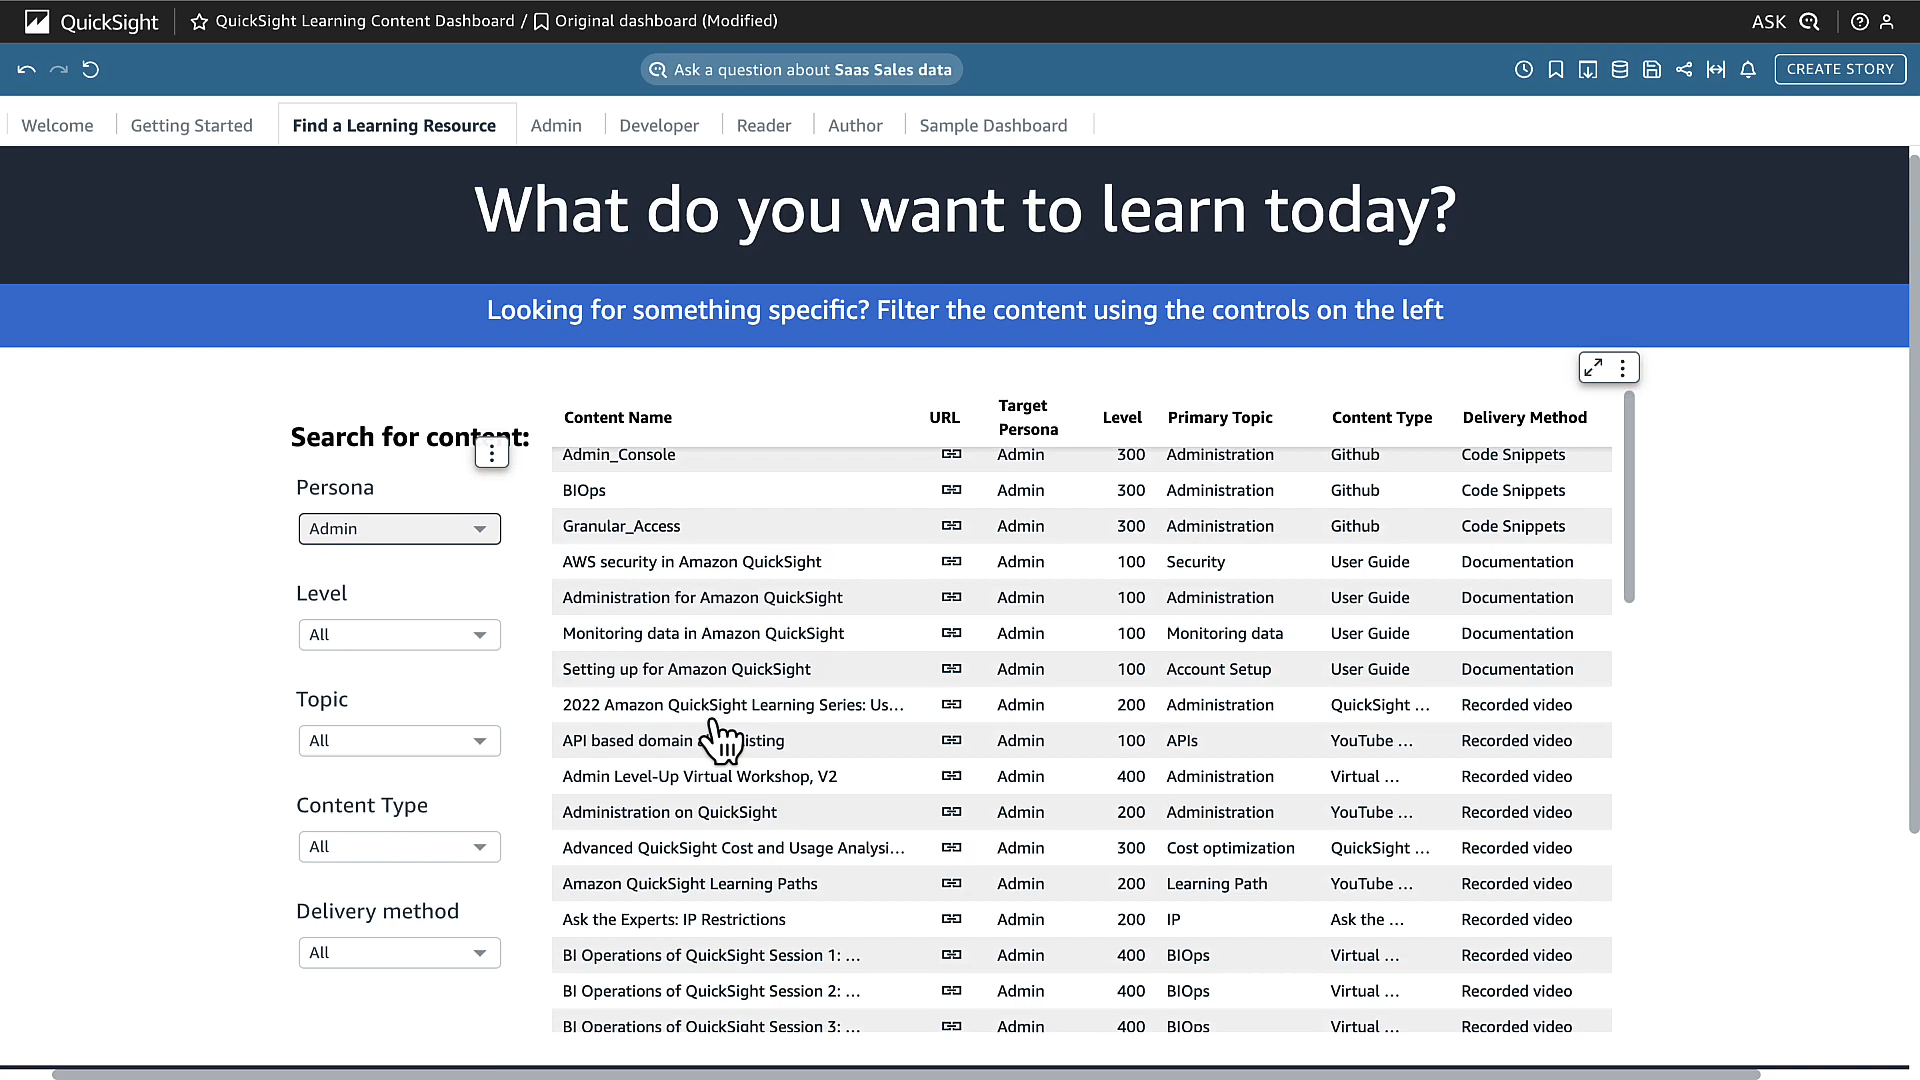 QuickSight QuickSight Learning Content Dashboard / Original dashboard (Modified) ASK
Ask a question about Saas Sales data CREATE STORY
Welcome Getting Started Find a Learning Resource Admin Developer Reader Author Sample Dashboard
What do you want to learn today?
Looking for something specific? Filter the content using the controls on the left
Search for content:
Persona
Admin
Level
All
Topic
All
Content Type
All
Delivery method
All
Content Name URL Target Persona Level Primary Topic Content Type Delivery Method
Admin_Console Admin 300 Administration Github Code Snippets
BIOps Admin 300 Administration Github Code Snippets
Granular_Access Admin 300 Administration Github Code Snippets
AWS security in Amazon QuickSight Admin 100 Security User Guide Documentation
Administration for Amazon QuickSight Admin 100 Administration User Guide Documentation
Monitoring data in Amazon QuickSight Admin 100 Monitoring data User Guide Documentation
Setting up for Amazon QuickSight Admin 100 Account Setup User Guide Documentation
2022 Amazon QuickSight Learning Series: Us... Admin 200 Administration QuickSight ... Recorded video
API based domain isting Admin 100 APIs YouTube ... Recorded video
Admin Level-Up Virtual Workshop, V2 Admin 400 Administration Virtual ... Recorded video
Administration on QuickSight Admin 200 Administration YouTube ... Recorded video
Advanced QuickSight Cost and Usage Analysi... Admin 300 Cost optimization QuickSight ... Recorded video
Amazon QuickSight Learning Paths Admin 200 Learning Path YouTube ... Recorded video
Ask the Experts: IP Restrictions Admin 200 IP Ask the ... Recorded video
BI Operations of QuickSight Session 1: ... Admin 400 BIOps Virtual ... Recorded video
BI Operations of QuickSight Session 2: ... Admin 400 BIOps Virtual ... Recorded video
BI Operations of QuickSight Session 3: ... Admin 400 BIOps Virtual ... Recorded video